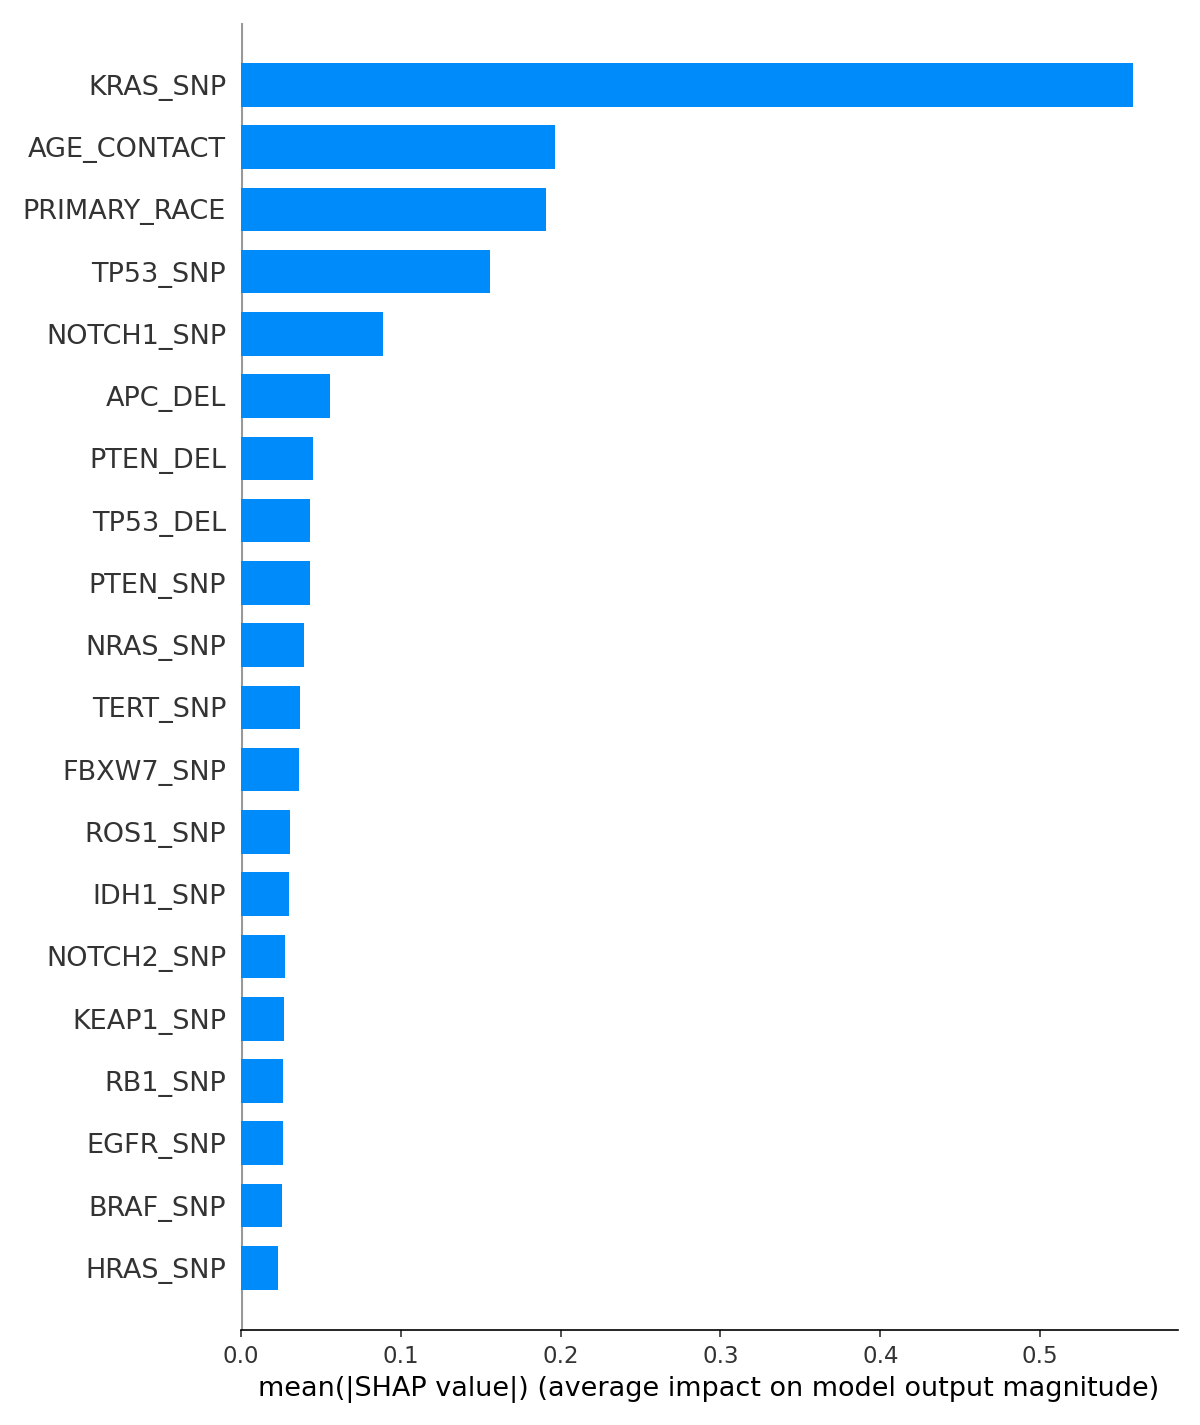 KRAS_SNP
AGE_CONTACT
PRIMARY_RACE
TP53_SNP
NOTCH1_SNP
APC_DEL
PTEN_DEL
TP53_DEL
PTEN_SNP
NRAS_SNP
TERT_SNP
FBXW7_SNP
ROS1_SNP
IDH1_SNP
NOTCH2_SNP
KEAP1_SNP
RB1_SNP
EGFR_SNP
BRAF_SNP
HRAS_SNP
0.0 0.1 0.2 0.3 0.4 0.5
mean(|SHAP value|) (average impact on model output magnitude)